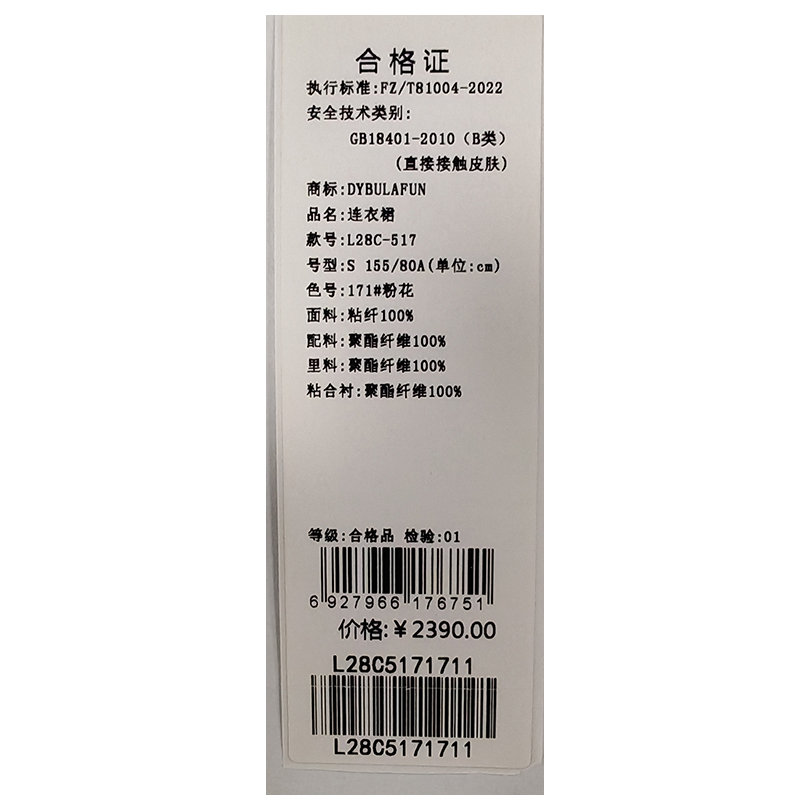 合格证
执行标准:FZ/T81004-2022
安全技术类别:
GB18401-2010（B类）
(直接接触皮肤)
商标:DYBULAFUN
品名:连衣裙
款号:L28C-517
号型:S 155/80A(单位:cm)
色号:171#粉花
面料:粘纤100%
配料:聚酯纤维100%
里料:聚酯纤维100%
粘合衬:聚酯纤维100%
等级:合格品 检验:01
6 927966 176751
价格:￥2390.00
L28C5171711
L28C5171711